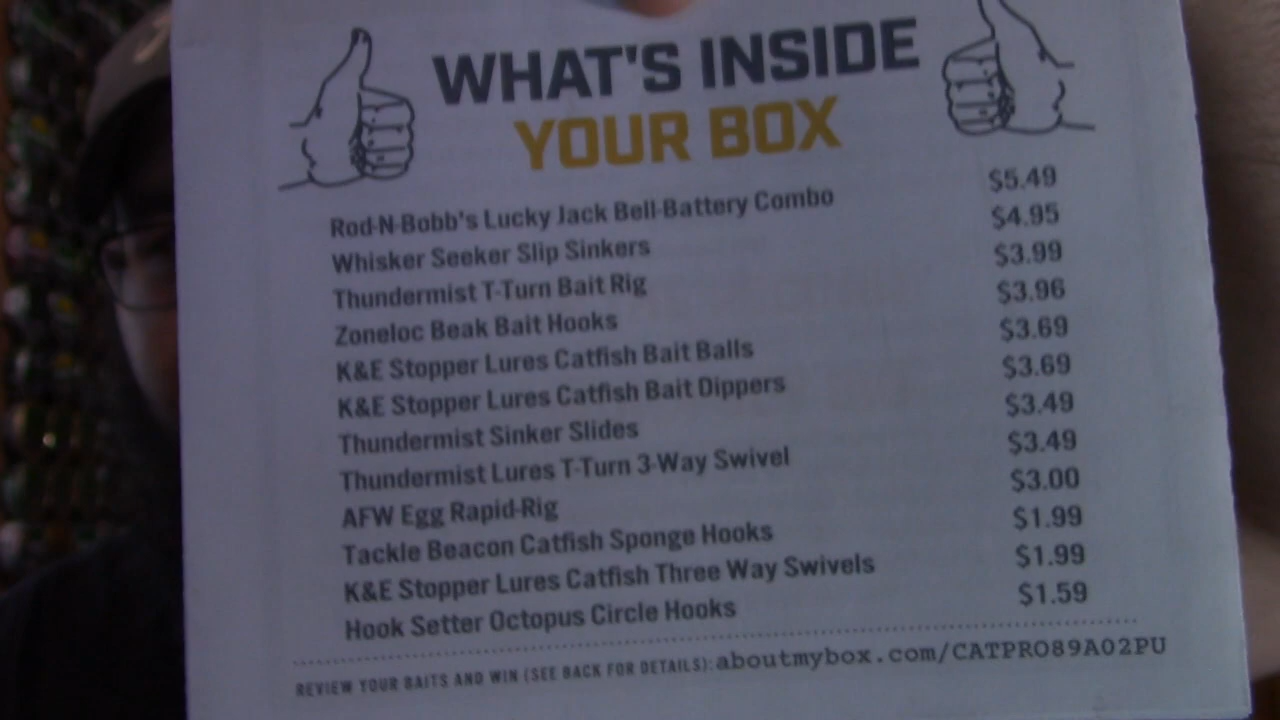 WHAT'S INSIDE
YOUR BOX
Rod-N-Bobb's Lucky Jack Bell-Battery Combo $5.49
Whisker Seeker Slip Sinkers $4.95
Thundermist T-Turn Bait Rig $3.99
Zoneloc Beak Bait Hooks $3.96
K&E Stopper Lures Catfish Bait Balls $3.69
K&E Stopper Lures Catfish Bait Dippers $3.69
Thundermist Sinker Slides $3.49
Thundermist Lures T-Turn 3-Way Swivel $3.49
AFW Egg Rapid-Rig $3.00
Tackle Beacon Catfish Sponge Hooks $1.99
K&E Stopper Lures Catfish Three Way Swivels $1.99
Hook Setter Octopus Circle Hooks $1.59
REVIEW YOUR BAITS AND WIN (SEE BACK FOR DETAILS): aboutmybox.com/CATPRO89A02PU